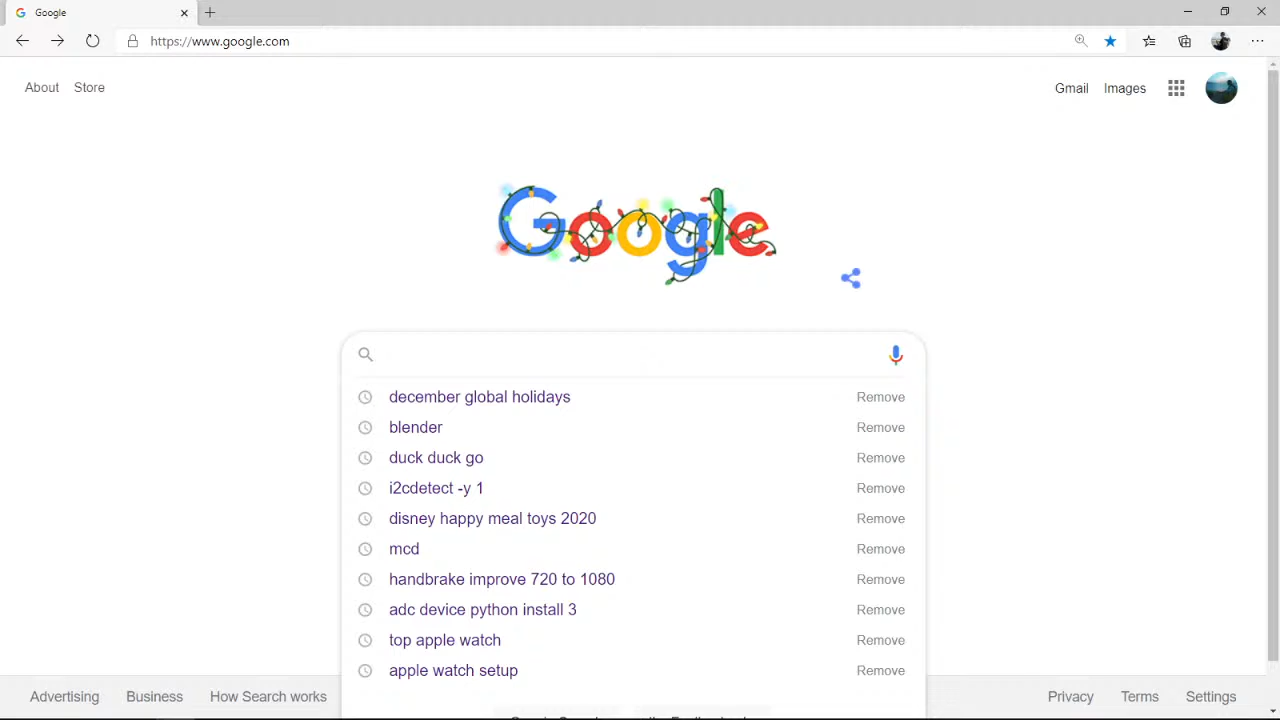 Google
https://www.google.com
About Store
Gmail Images
Google
december global holidays Remove
blender Remove
duck duck go Remove
i2cdetect -y 1 Remove
disney happy meal toys 2020 Remove
mcd Remove
handbrake improve 720 to 1080 Remove
adc device python install 3 Remove
top apple watch Remove
apple watch setup Remove
Advertising Business How Search works Privacy Terms Settings